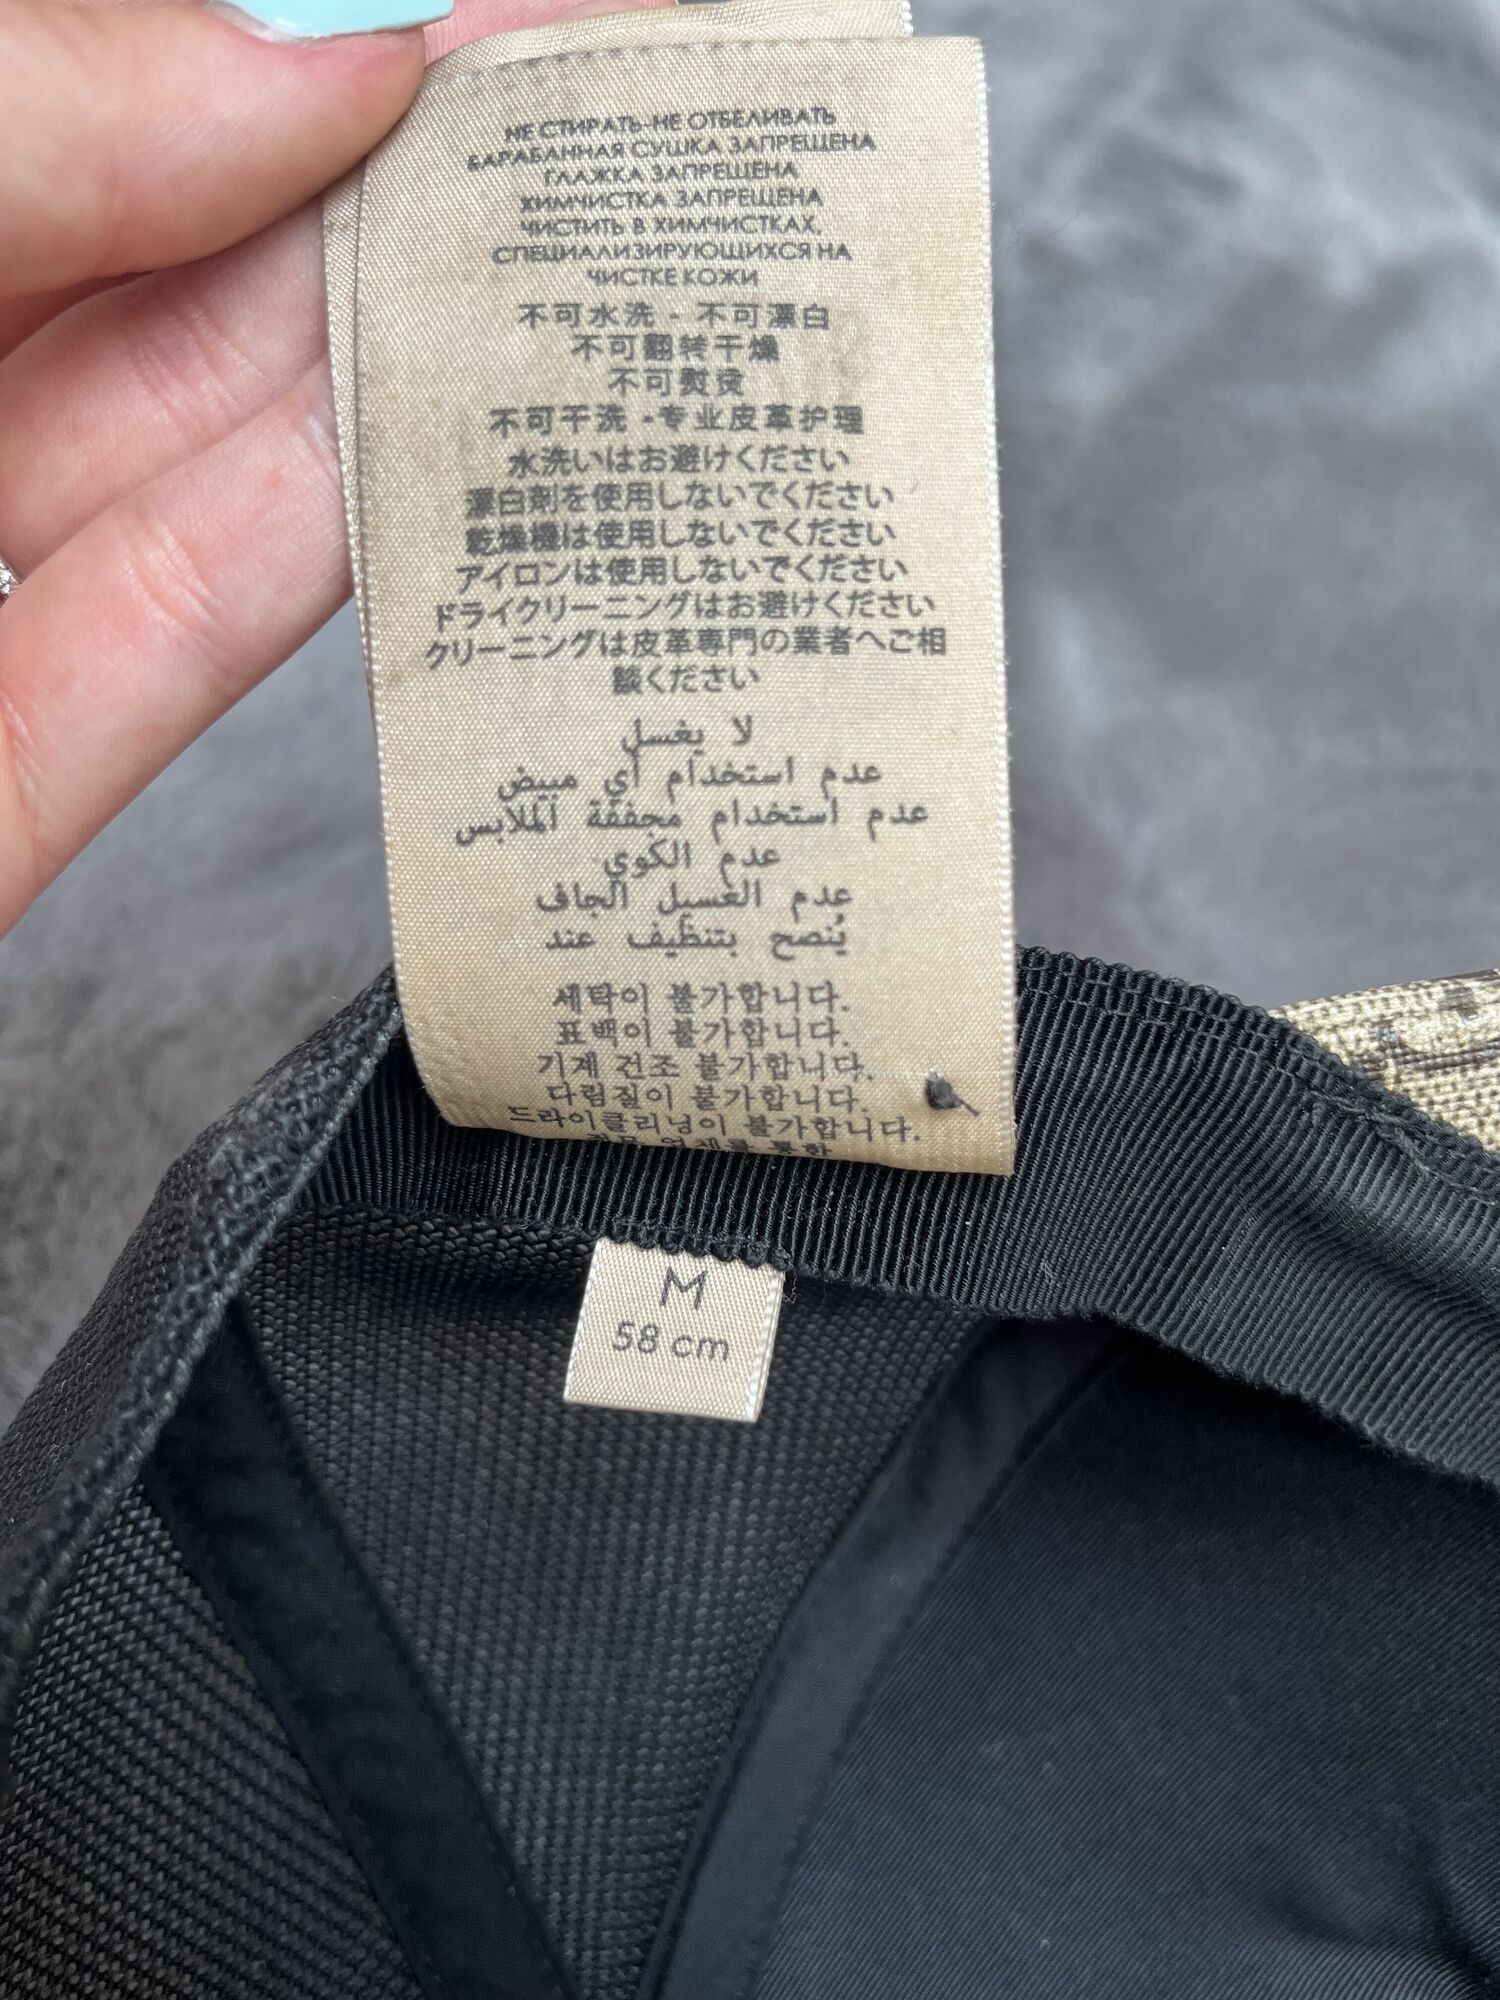 НЕ СТИРАТЬ-НЕ ОТБЕЛИВАТЬ
БАРАБАННАЯ СУШКА ЗАПРЕЩЕНА
ГЛАЖКА ЗАПРЕЩЕНА
ХИМЧИСТКА ЗАПРЕЩЕНА
ЧИСТИТЬ В ХИМЧИСТКАХ,
СПЕЦИАЛИЗИРУЮЩИХСЯ НА
ЧИСТКЕ КОЖИ
不可水洗 - 不可漂白
不可翻转干燥
不可熨烫
不可干洗 - 专业皮革护理
水洗いはお避けください
漂白剤を使用しないでください
乾燥機は使用しないでください
アイロンは使用しないでください
ドライクリーニングはお避けください
クリーニングは皮革専門の業者へご相
談ください
لا يغسل
عدم استخدام أي مبيض
عدم استخدام مجففة الملابس
عدم الكوي
عدم الغسيل الجاف
يُنصح بتنظيف عند
세탁이 불가합니다.
표백이 불가합니다.
기계 건조 불가합니다.
다림질이 불가합니다.
드라이클리닝이 불가합니다.
전문 업체를 통한
M
58 cm